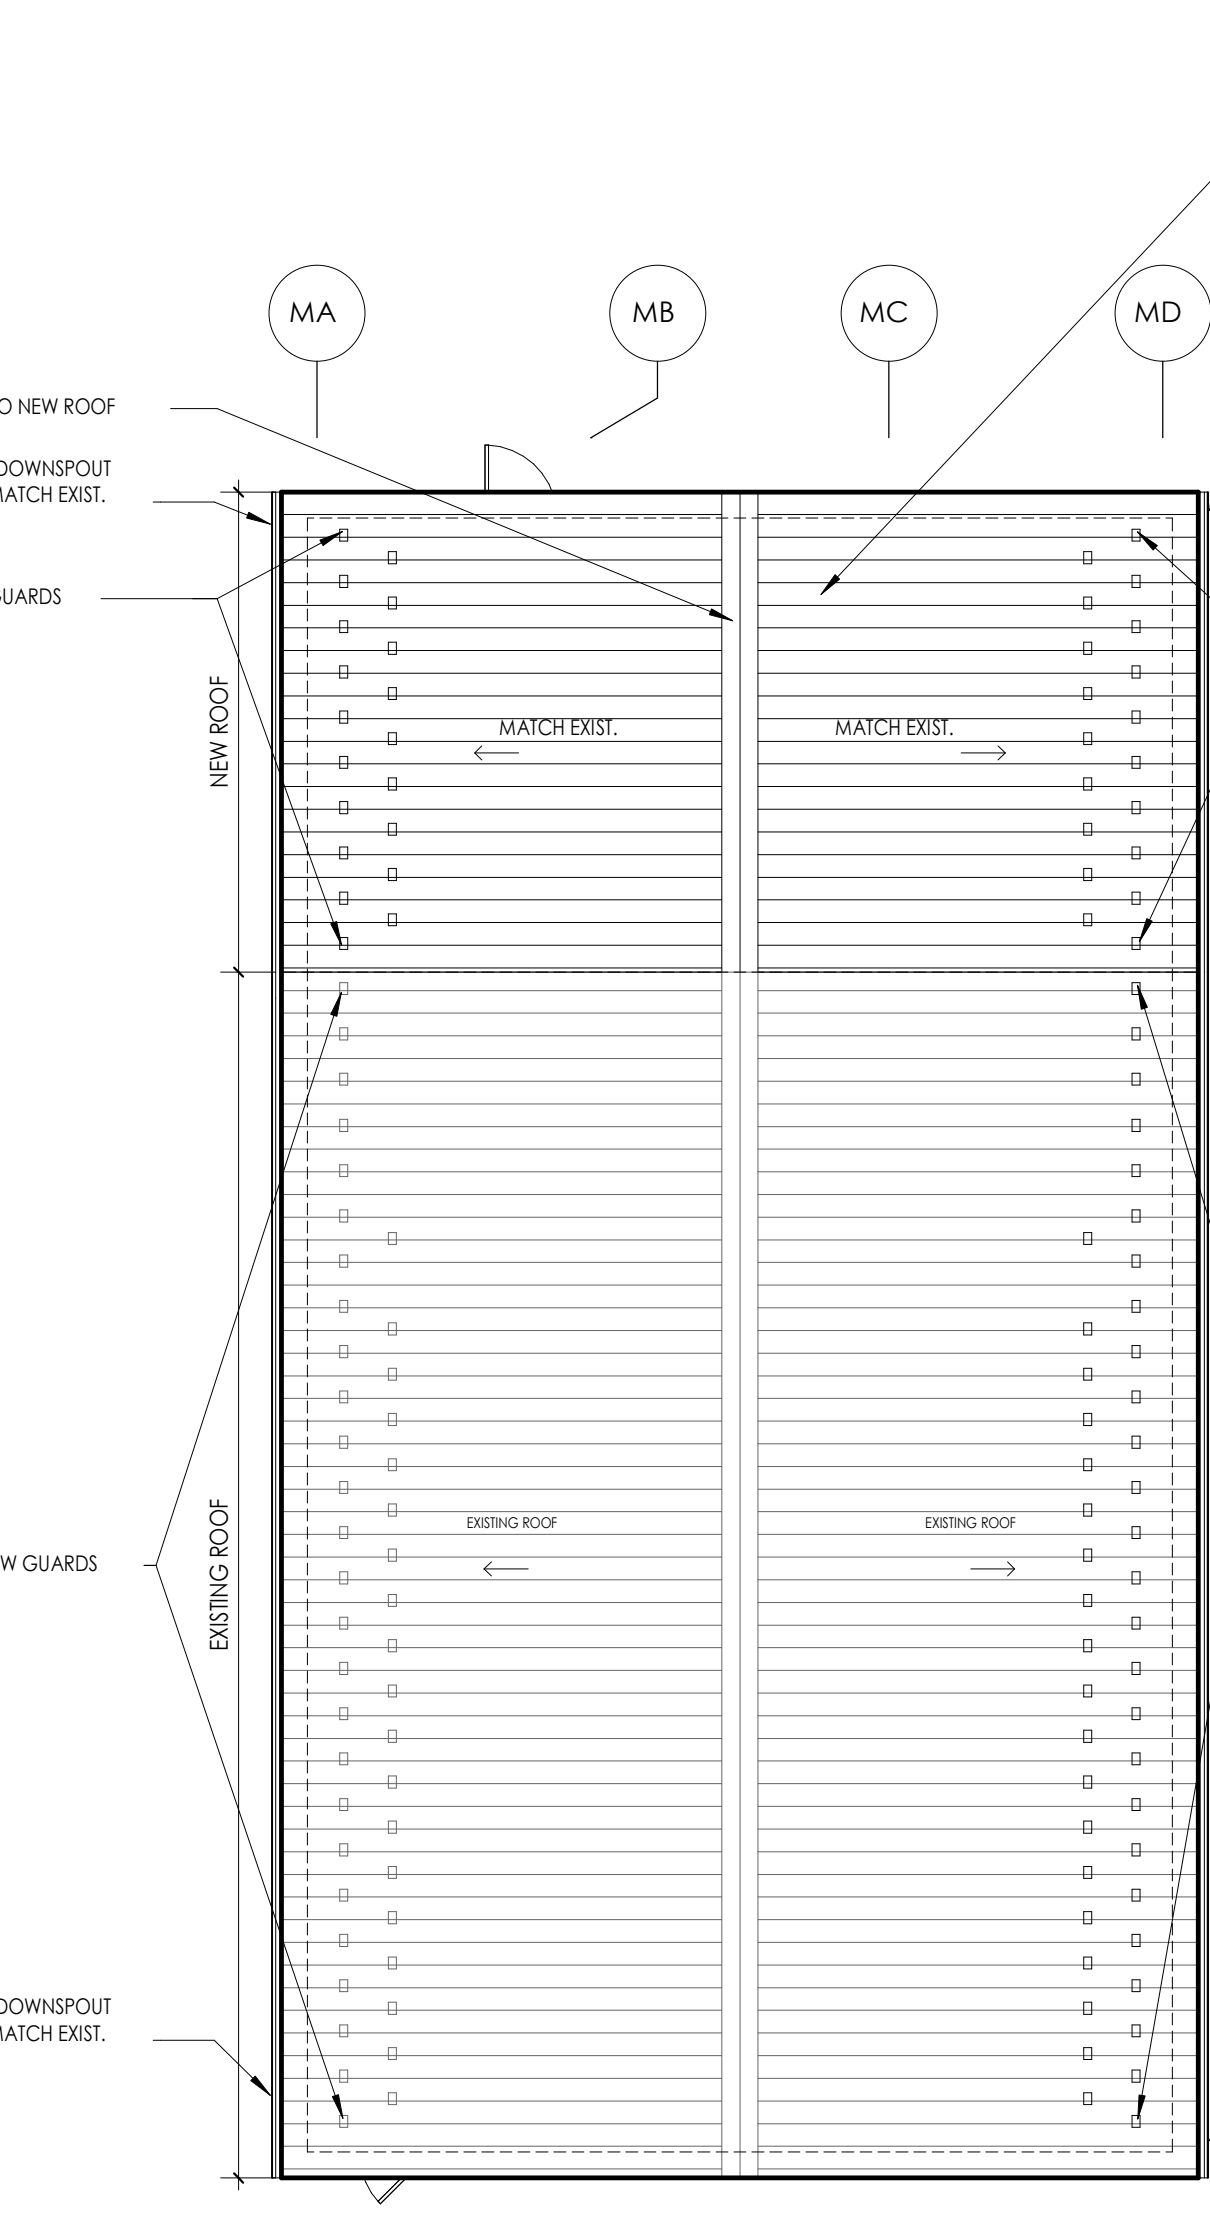 MA
MB
MC
MD
O NEW ROOF
DOWNSPOUT
MATCH EXIST.
GUARDS
NEW ROOF
MATCH EXIST.
MATCH EXIST.
EXISTING ROOF
EXISTING ROOF
EXISTING ROOF
W GUARDS
DOWNSPOUT
MATCH EXIST.